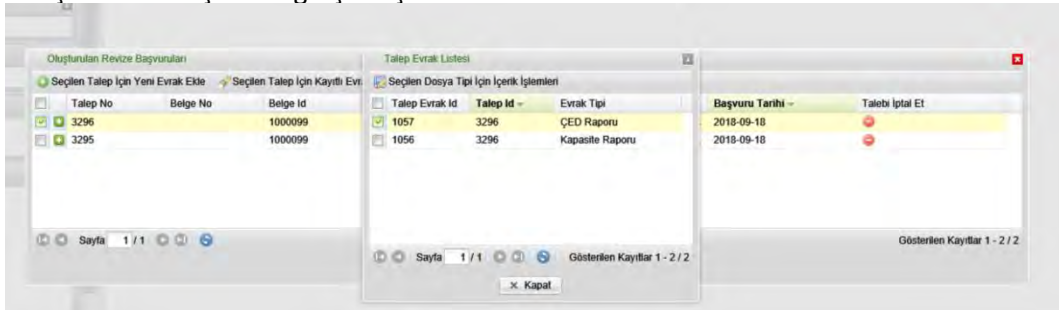 Oluşturulan Revize Başvuruları
Seçilen Talep İçin Yeni Evrak Ekle Seçilen Talep İçin Kayıtlı Evr
Talep No Belge No Belge Id
3296 1000099
3295 1000099
Sayfa 1 / 1
Talep Evrak Listesi
Seçilen Dosya Tipi İçin İçerik İşlemleri
Talep Evrak Id Talep Id Evrak Tipi
1057 3296 ÇED Raporu
1056 3296 Kapasite Raporu
Sayfa 1 / 1 Gösterilen Kayıtlar 1 - 2 / 2
Kapat
Başvuru Tarihi Talebi İptal Et
2018-09-18
2018-09-18
Gösterilen Kayıtlar 1 - 2 / 2